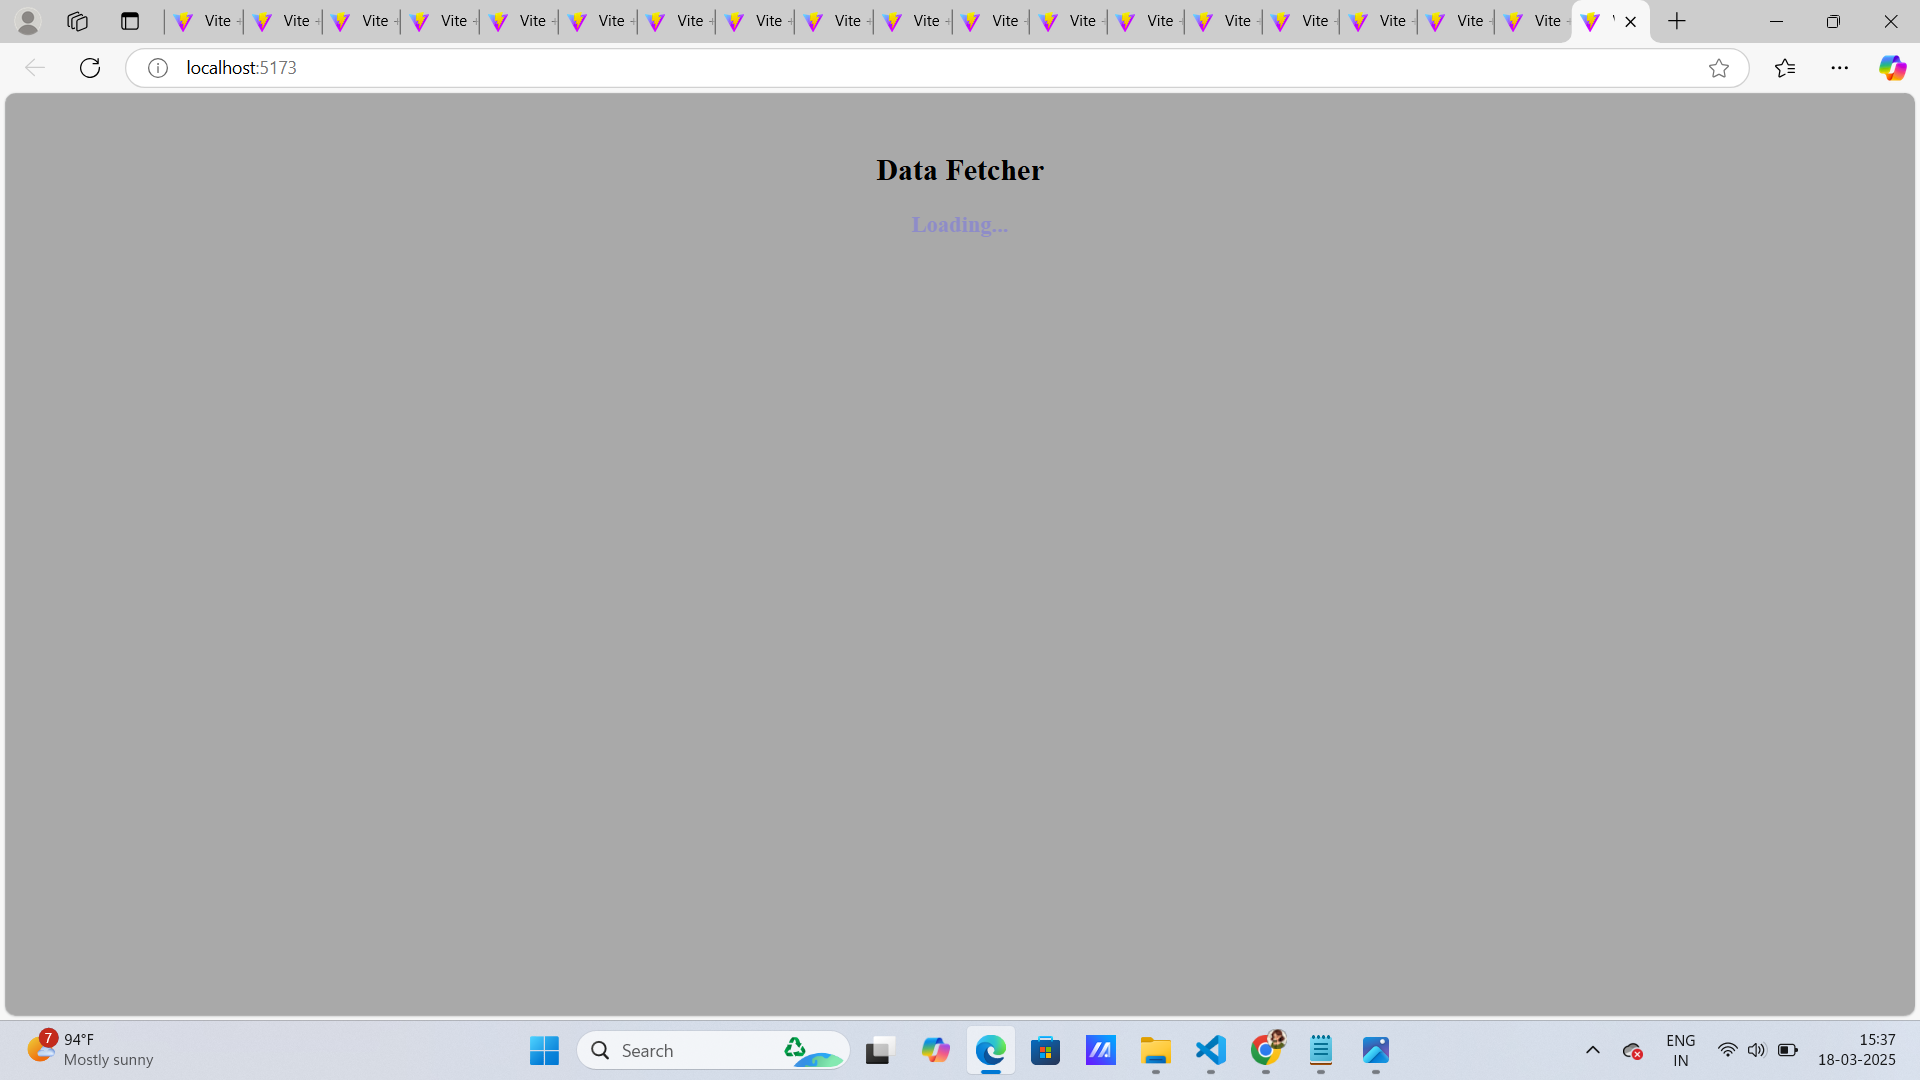 Vite + Vite + Vite + Vite + Vite + Vite + Vite + Vite + Vite + Vite + Vite + Vite + Vite + Vite + Vite + Vite + Vite + Vite
localhost:5173
Data Fetcher
Loading...
7
94°F
Mostly sunny
Search
ENG
IN
15:37
18-03-2025